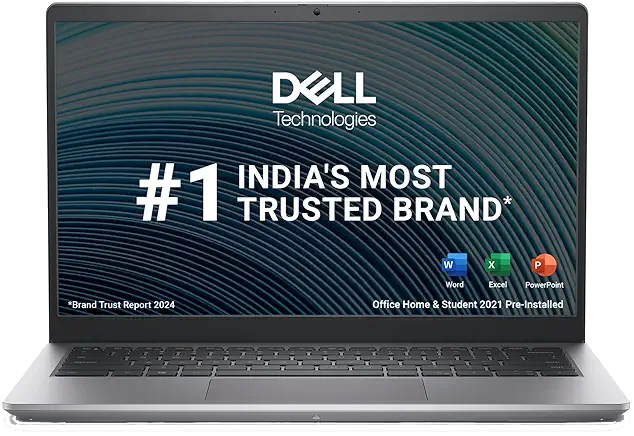 DELL
Technologies
#1 INDIA'S MOST
TRUSTED BRAND*
Word Excel PowerPoint
*Brand Trust Report 2024
Office Home & Student 2021 Pre-Installed